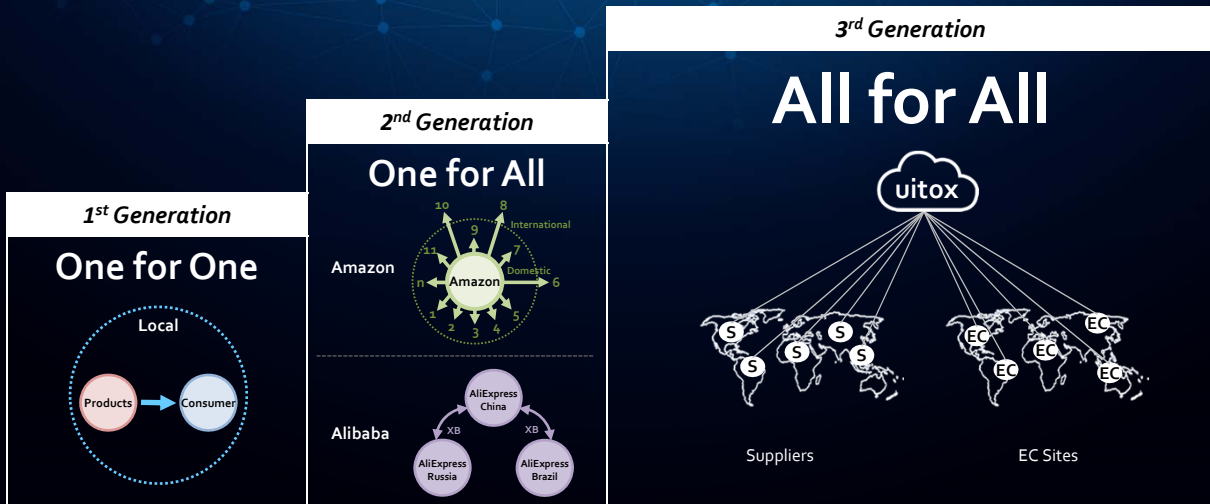 1st Generation
One for One
Local
Products
Consumer
2nd Generation
One for All
Amazon
10
8
International
9
11
7
Domestic
n
Amazon
6
1
2
3
4
5
Alibaba
AliExpress
China
XB
XB
AliExpress
Russia
AliExpress
Brazil
3rd Generation
All for All
uitox
S
S
S
S
S
EC
EC
EC
EC
EC
Suppliers
EC Sites